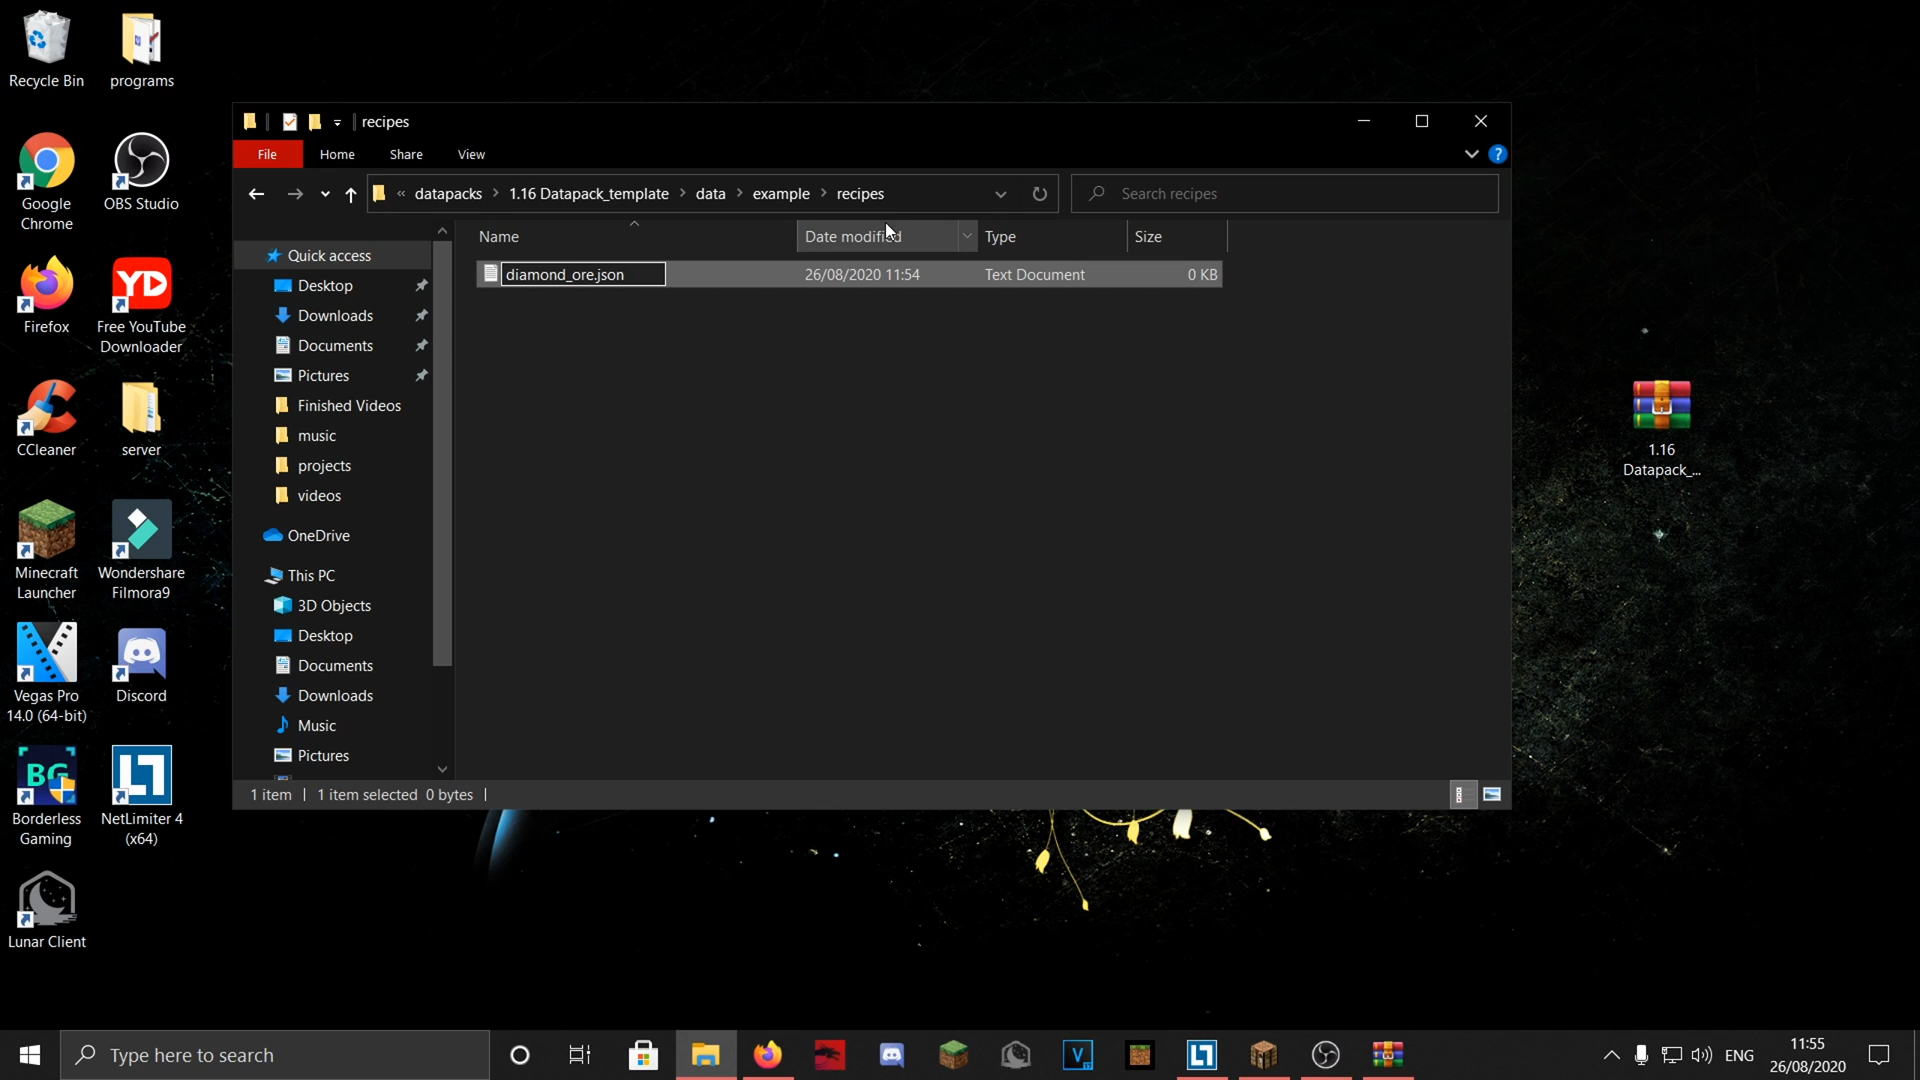 Recycle Bin
programs
Google
Chrome
OBS Studio
Firefox
YD
Free YouTube
Downloader
CCleaner
server
Minecraft
Launcher
Wondershare
Filmora9
Vegas Pro
14.0 (64-bit)
Discord
BG
Borderless
Gaming
NetLimiter 4
(x64)
Lunar Client
recipes
File
Home
Share
View
?
« datapacks > 1.16 Datapack_template > data > example > recipes
Search recipes
Name
Date modified
Type
Size
diamond_ore.json
26/08/2020 11:54
Text Document
0 KB
Quick access
Desktop
Downloads
Documents
Pictures
Finished Videos
music
projects
videos
OneDrive
This PC
3D Objects
Desktop
Documents
Downloads
Music
Pictures
1 item
1 item selected 0 bytes
1.16
Datapack_...
Type here to search
V
17
ENG
11:55
26/08/2020